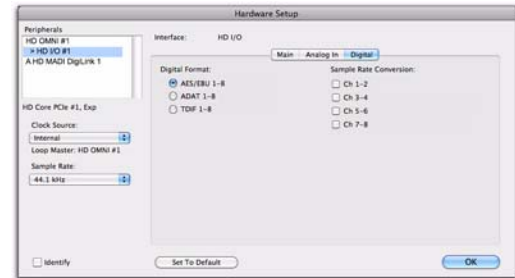 Hardware Setup
Peripherals
HD OMNI #1
> HD I/O #1
A HD MADI DigiLink 1
HD Core PCIe #1, Exp
Clock Source:
Internal
Loop Master: HD OMNI #1
Sample Rate:
44.1 kHz
Identify
Interface: HD I/O
Main Analog In Digital
Digital Format:
AES/EBU 1-8
ADAT 1-8
TDIF 1-8
Sample Rate Conversion:
Ch 1-2
Ch 3-4
Ch 5-6
Ch 7-8
Set To Default
OK